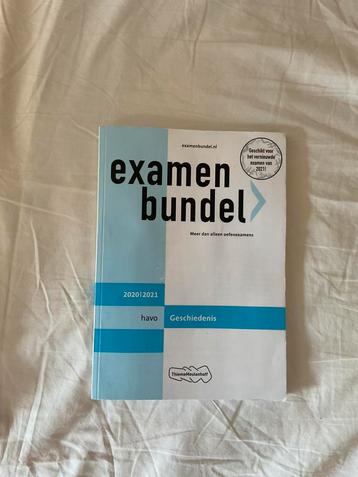 examenbundel.nl
Geschikt voor
het vernieuwde
examen van
2021!
examen
bundel
Meer dan alleen oefenexamens
2020|2021
havo Geschiedenis
ThiemeMeulenhoff